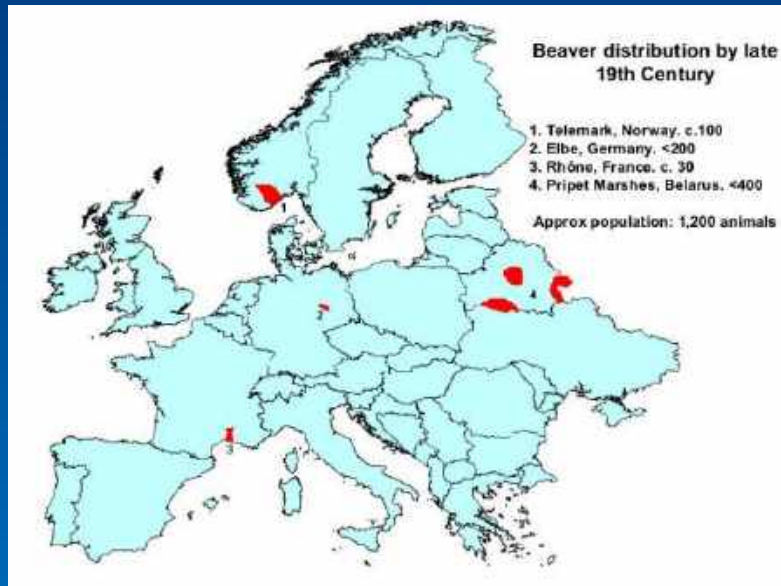 Beaver distribution by late
19th Century
1. Telemark, Norway. c.100
2. Elbe, Germany. <200
3. Rhône, France. c. 30
4. Pripet Marshes, Belarus. <400
Approx population: 1,200 animals
1
2
4
3